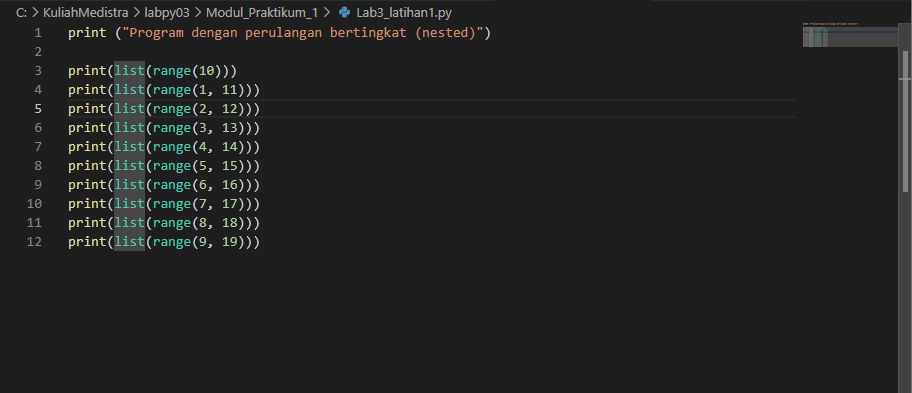 C: > KuliahMedistra > labpy03 > Modul_Praktikum_1 > Lab3_latihan1.py
1 print ("Program dengan perulangan bertingkat (nested)")
2
3 print(list(range(10)))
4 print(list(range(1, 11)))
5 print(list(range(2, 12)))
6 print(list(range(3, 13)))
7 print(list(range(4, 14)))
8 print(list(range(5, 15)))
9 print(list(range(6, 16)))
10 print(list(range(7, 17)))
11 print(list(range(8, 18)))
12 print(list(range(9, 19)))